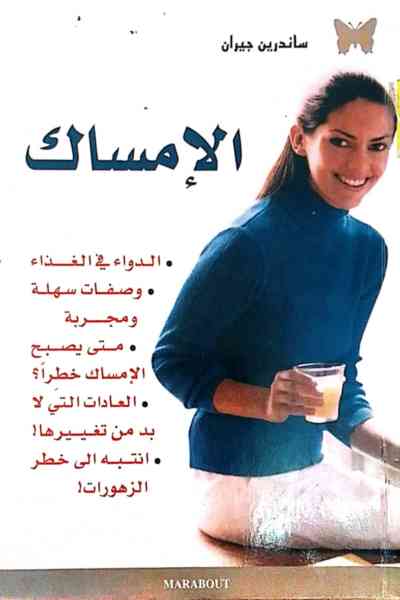 ساندرين جيران
الإمساك
• الدواء في الغذاء
• وصفات سهلة
ومجربة
• متى يصبح
الإمساك خطراً؟
• العادات التي لا
بد من تغييرها!
• انتبه الى خطر
الزهورات!
MARABOUT